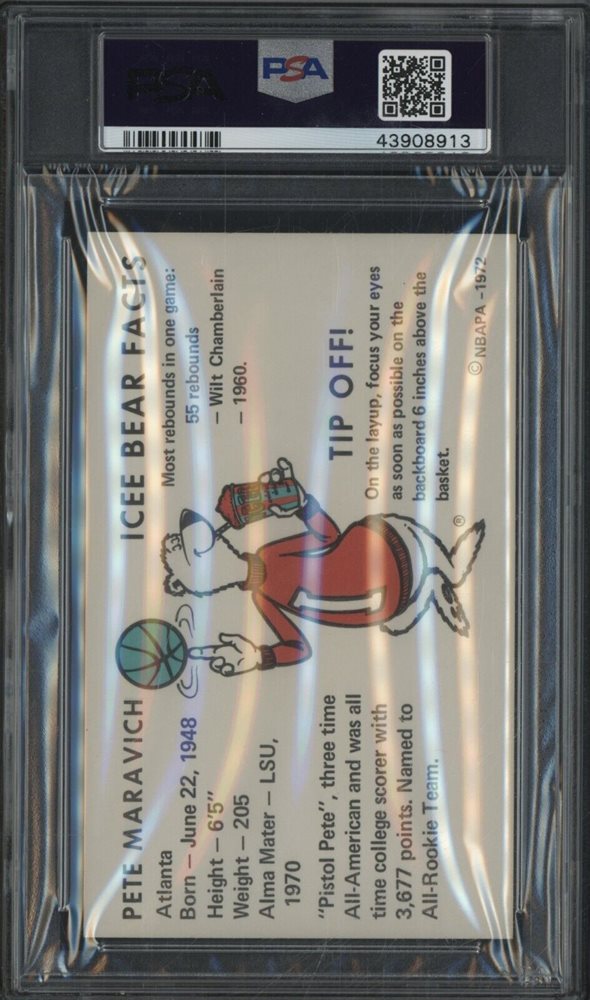 PSA
PSA
43908913
PETE MARAVICH
Atlanta
Born – June 22, 1948
Height – 6'5"
Weight – 205
Alma Mater – LSU,
1970
"Pistol Pete", three time
All-American and was all
time college scorer with
3,677 points. Named to
All-Rookie Team.
ICEE BEAR FACTS
Most rebounds in one game:
55 rebounds
– Wilt Chamberlain
– 1960.
TIP OFF!
On the layup, focus your eyes
as soon as possible on the
backboard 6 inches above the
basket.
®
© NBAPA –1972
ICEE
1